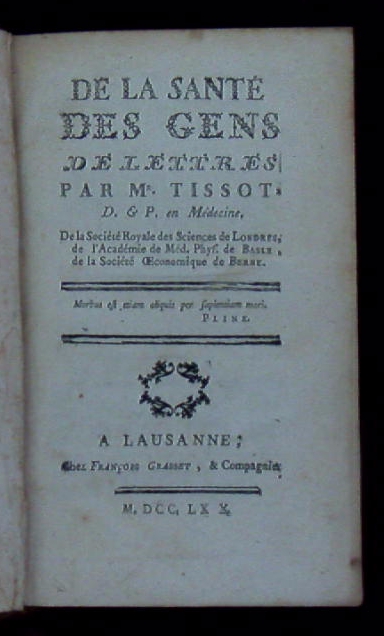 DE LA SANTÉ
DES GENS
DE LETTRES,
PAR Mr. TISSOT.
D. & P. en Médecine,
De la Société Royale des Sciences de LONDRES,
de l'Académie de Méd. Phyſ. de BASLE,
de la Société Œconomique de BERNE.
Morbus eſt etiam aliquis per ſapientiam mori.
PLINE.
A LAUSANNE;
Chez FRANÇOIS GRASSET, & Compagnie;
M. DCC. LX X.